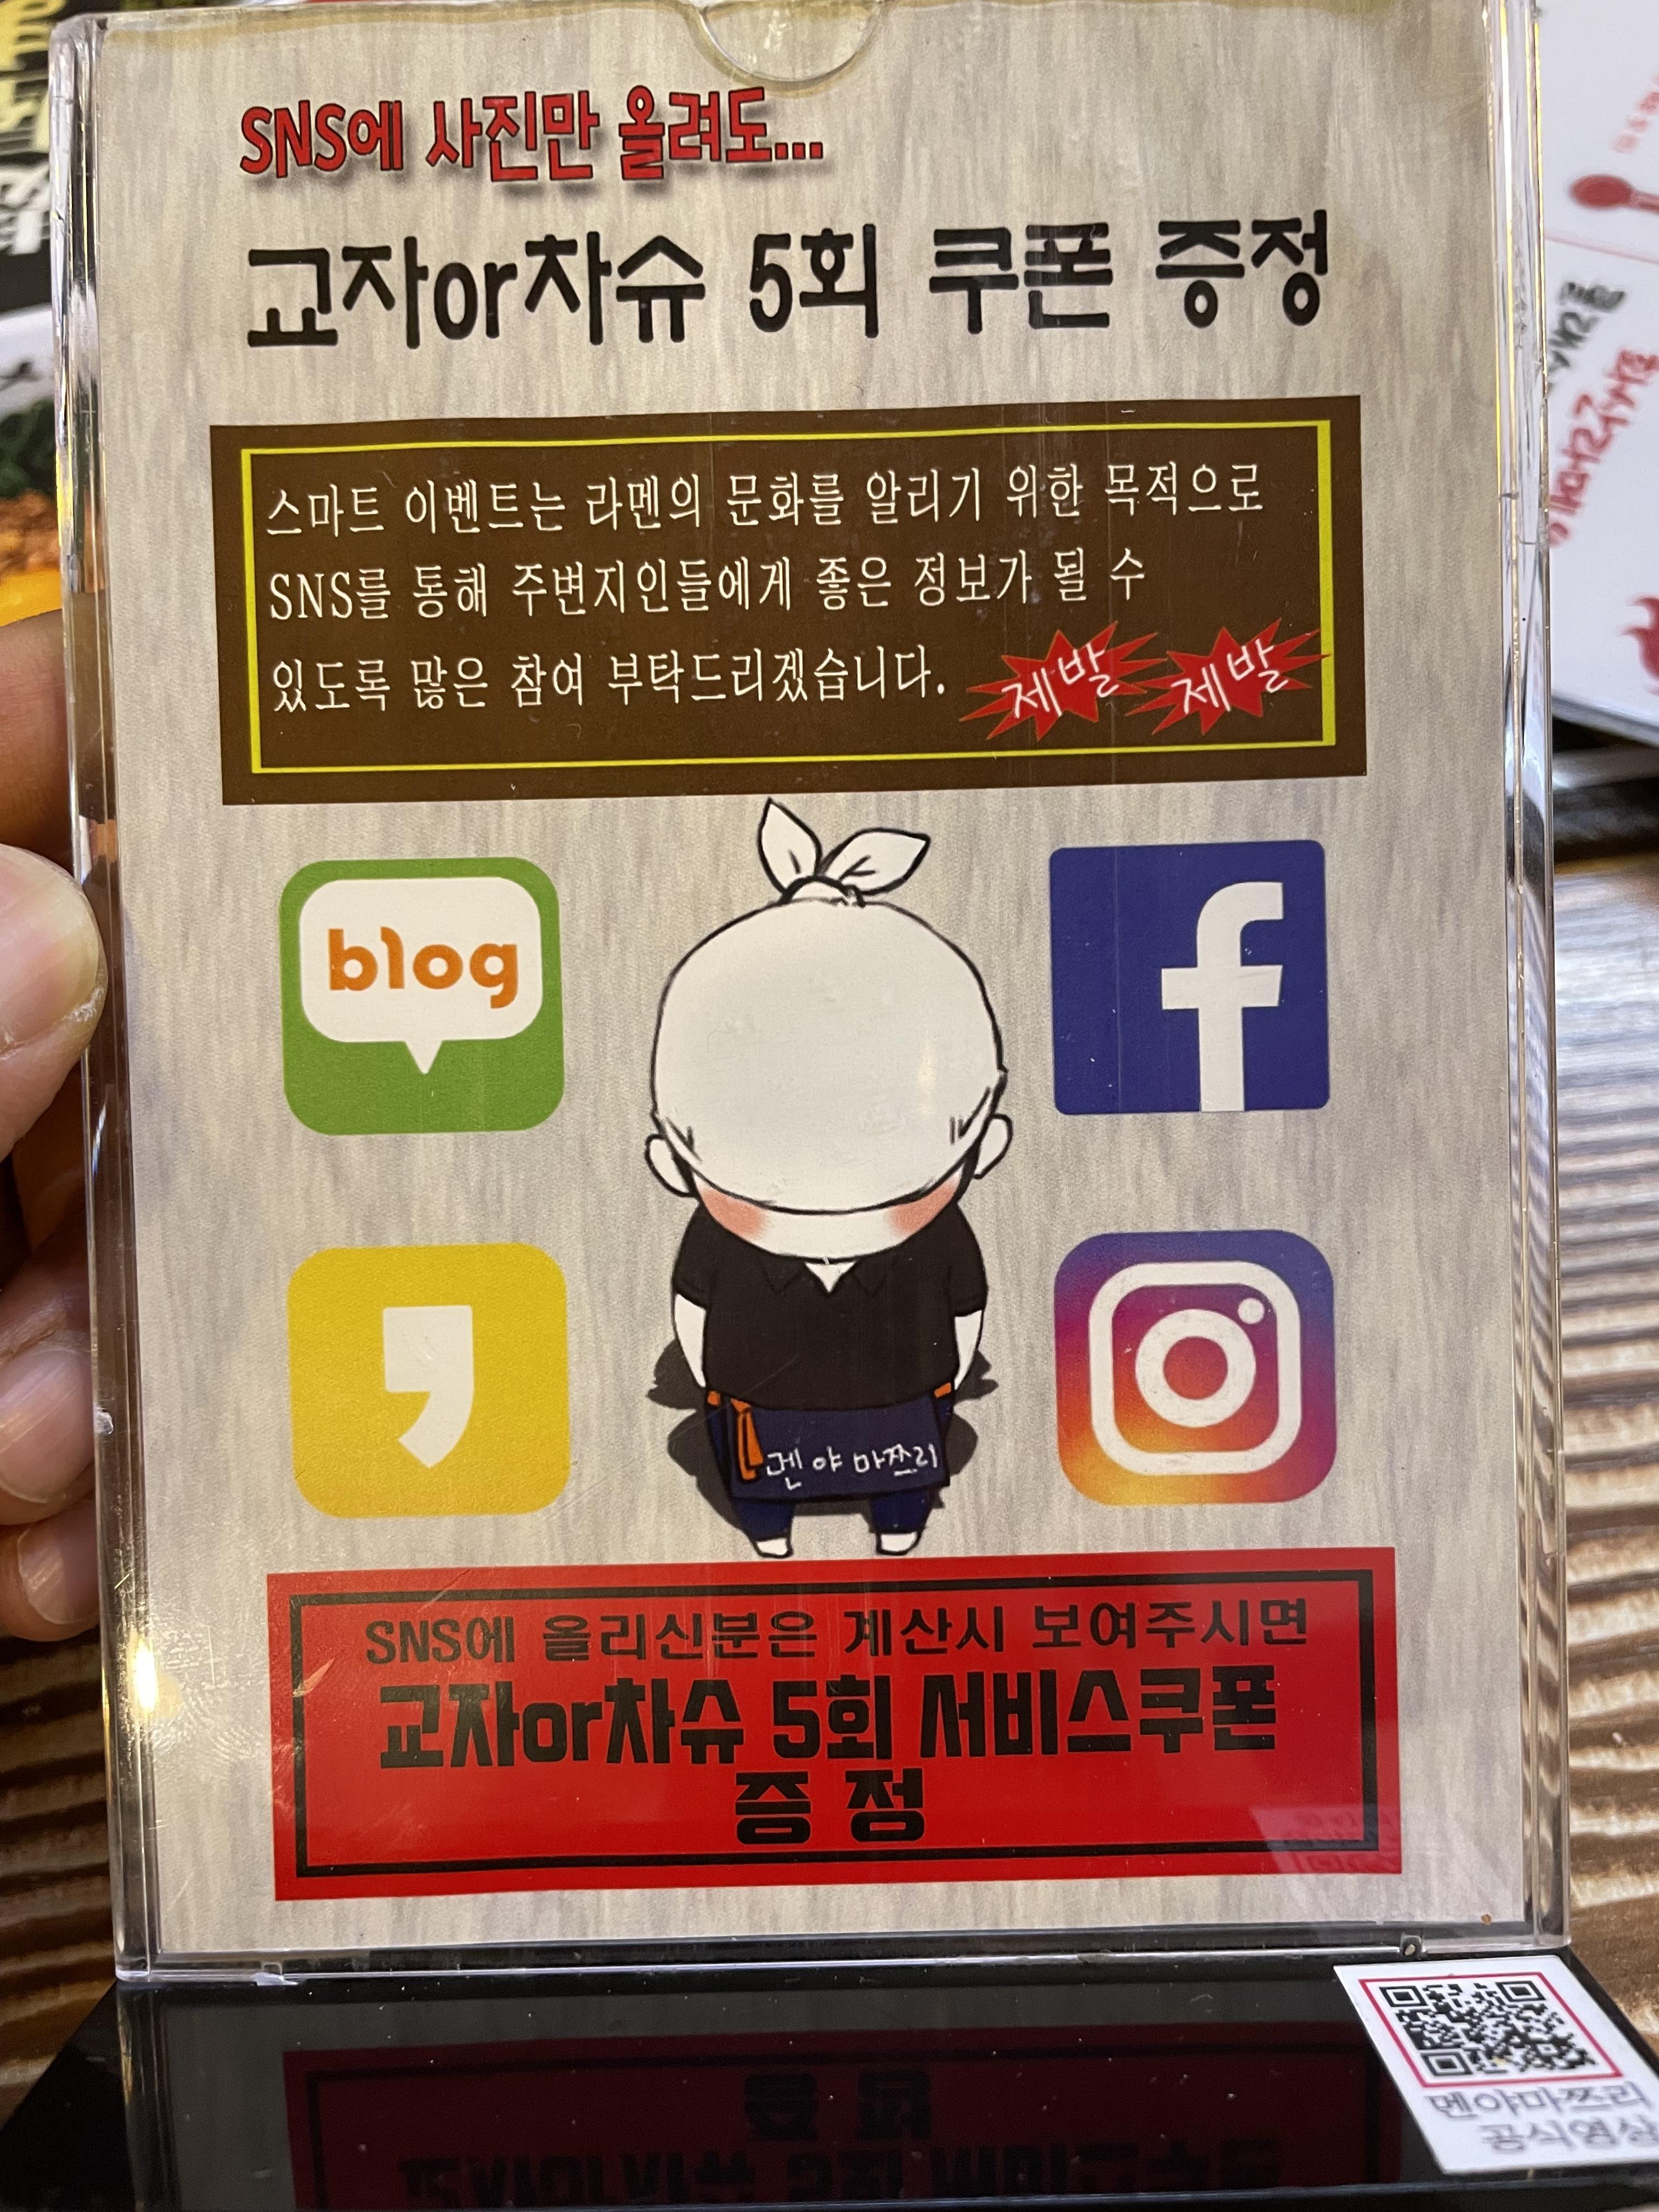 SNS에 사진만 올려도...
교자or차슈 5회 쿠폰 증정
스마트 이벤트는 라멘의 문화를 알리기 위한 목적으로
SNS를 통해 주변지인들에게 좋은 정보가 될 수
있도록 많은 참여 부탁드리겠습니다. 제발 제발
blog
f
멘야마쯔리
SNS에 올리신분은 계산시 보여주시면
교자or차슈 5회 서비스쿠폰
증정
멘야마쯔리
공식영상